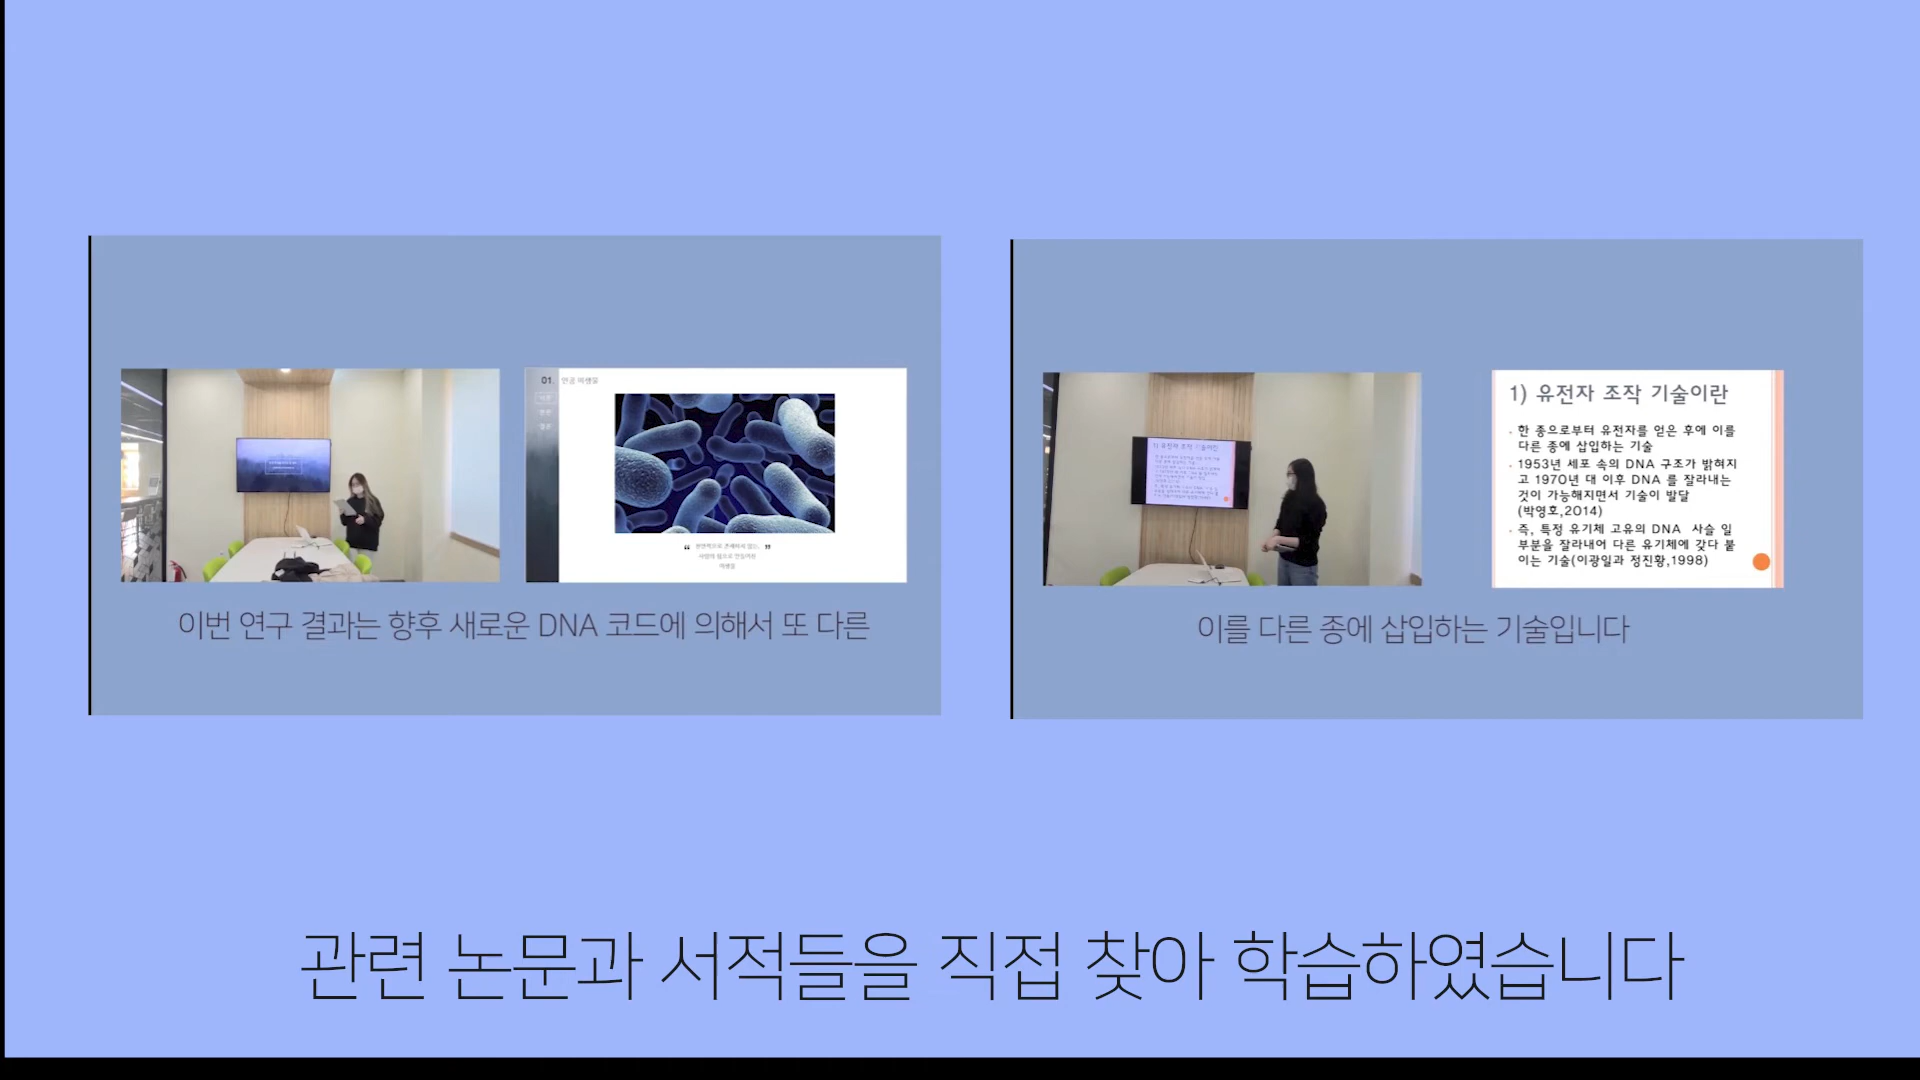 01. 인공 미생물
이번 연구 결과는 향후 새로운 DNA 코드에 의해서 또 다른
1) 유전자 조작 기술이란
· 한 종으로부터 유전자를 얻은 후에 이를
다른 종에 삽입하는 기술
· 1953년 세포 속의 DNA 구조가 밝혀지
고 1970년 대 이후 DNA 를 잘라내는
것이 가능해지면서 기술이 발달
(박영호,2014)
· 즉, 특정 유기체 고유의 DNA 사슬 일
부분을 잘라내어 다른 유기체에 갖다 붙
이는 기술(이광일과 정진황,1998)
이를 다른 종에 삽입하는 기술입니다
관련 논문과 서적들을 직접 찾아 학습하였습니다